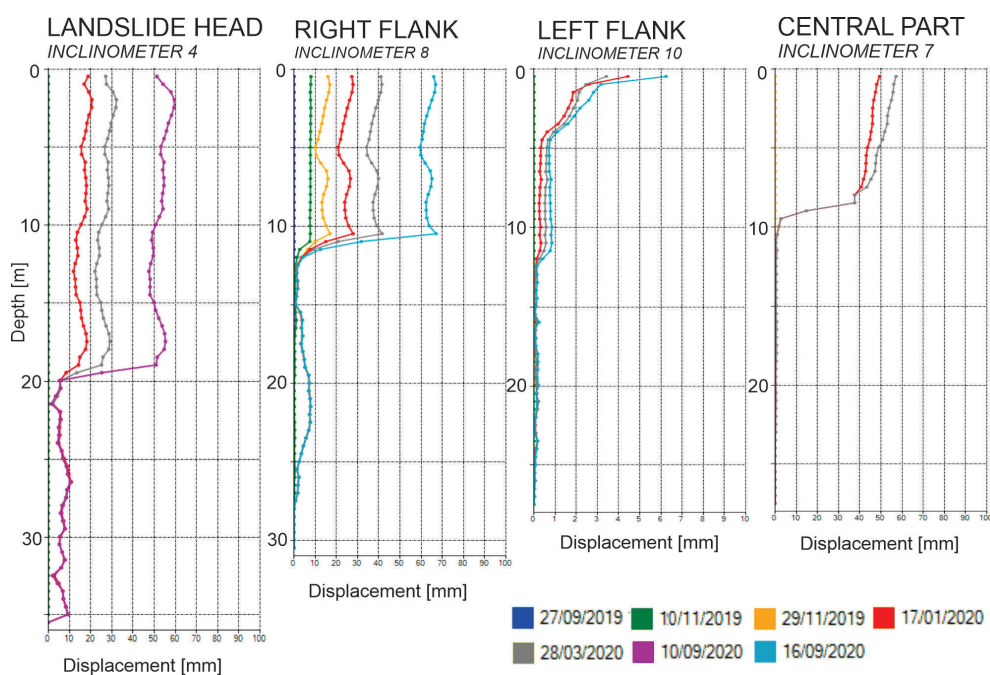 LANDSLIDE HEAD
INCLINOMETER 4
RIGHT FLANK
INCLINOMETER 8
LEFT FLANK
INCLINOMETER 10
CENTRAL PART
INCLINOMETER 7
Depth [m]
0
10
20
30
0 10 20 30 40 50 60 70 80 90 100
Displacement [mm]
0
10
20
30
0 10 20 30 40 50 60 70 80 90 100
Displacement [mm]
0
10
20
0 1 2 3 4 5 6 7 8 9 10
Displacement [mm]
0
10
20
0 10 20 30 40 50 60 70 80 90 100
Displacement [mm]
27/09/2019 10/11/2019 29/11/2019 17/01/2020
28/03/2020 10/09/2020 16/09/2020